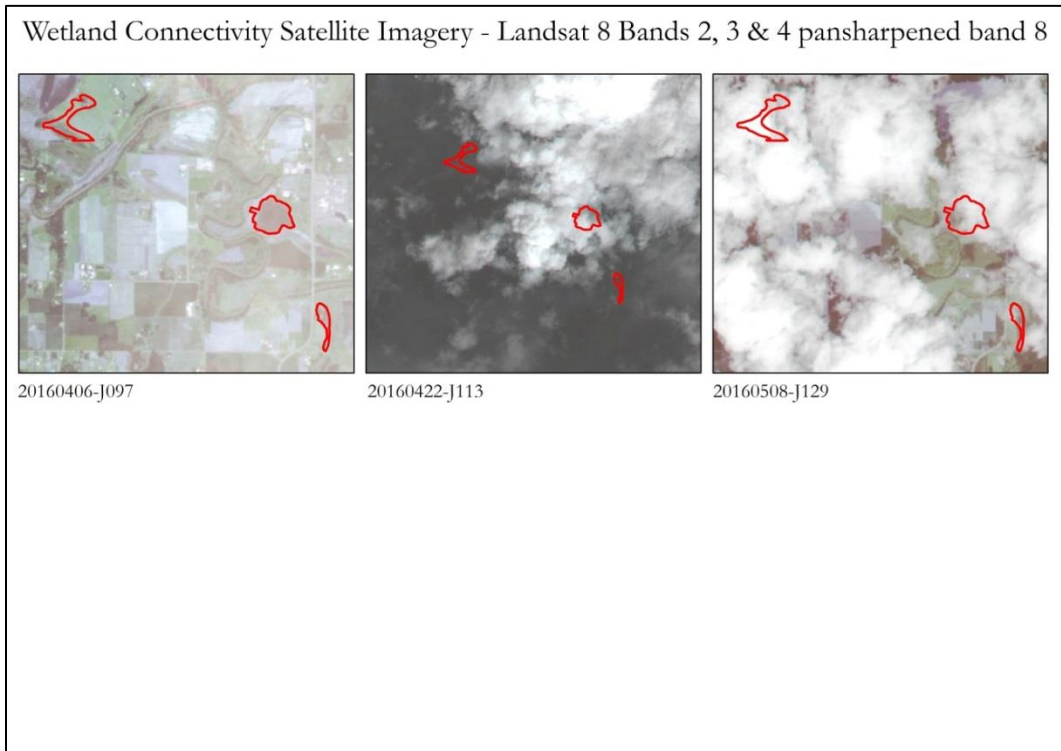 Wetland Connectivity Satellite Imagery - Landsat 8 Bands 2, 3 & 4 pansharpened band 8
20160406-J097
20160422-J113
20160508-J129